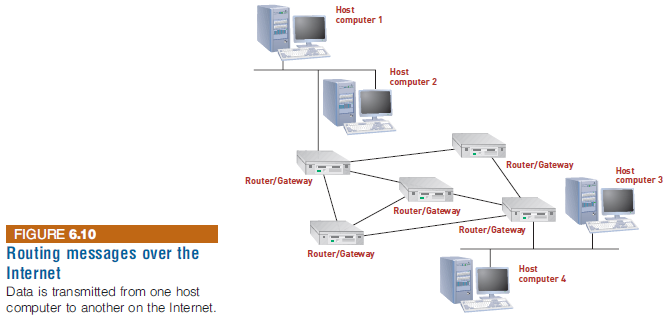 Host
computer 1
Host
computer 2
Router/Gateway
Router/Gateway
Host
computer 3
Router/Gateway
Router/Gateway
Router/Gateway
Host
computer 4
FIGURE 6.10
Routing messages over the
Internet
Data is transmitted from one host
computer to another on the Internet.